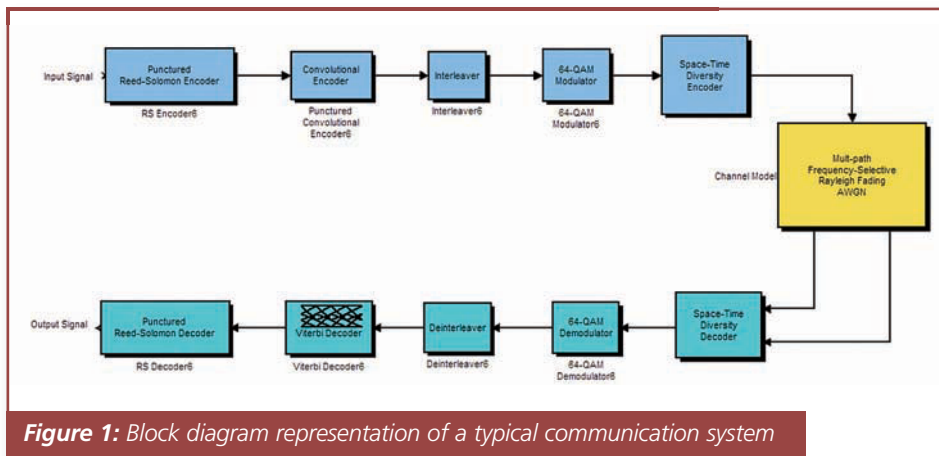 Input Signal
Punctured
Reed-Solomon Encoder
RS Encoder6
Convolutional
Encoder
Punctured
Convolutional
Encoder6
Interleaver
Interleaver6
64-QAM
Modulator
64-QAM
Modulator6
Space-Time
Diversity
Encoder
Channel Model
Mult-path
Frequency-Selective
Rayleigh Fading
AWGN
Output Signal
Punctured
Reed-Solomon Decoder
RS Decoder6
Viterbi Decoder
Viterbi Decoder6
Deinterleaver
Deinterleaver6
64-QAM
Demodulator
64-QAM
Demodulator6
Space-Time
Diversity
Decoder
Figure 1: Block diagram representation of a typical communication system